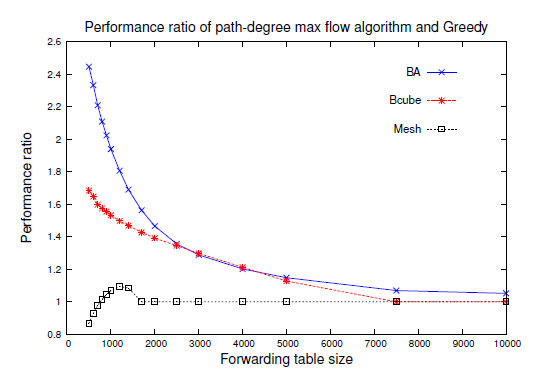 Performance ratio of path-degree max flow algorithm and Greedy
2.6
2.4
2.2
2
1.8
1.6
1.4
1.2
1
0.8
Performance ratio
BA
Bcube
Mesh
0 1000 2000 3000 4000 5000 6000 7000 8000 9000 10000
Forwarding table size